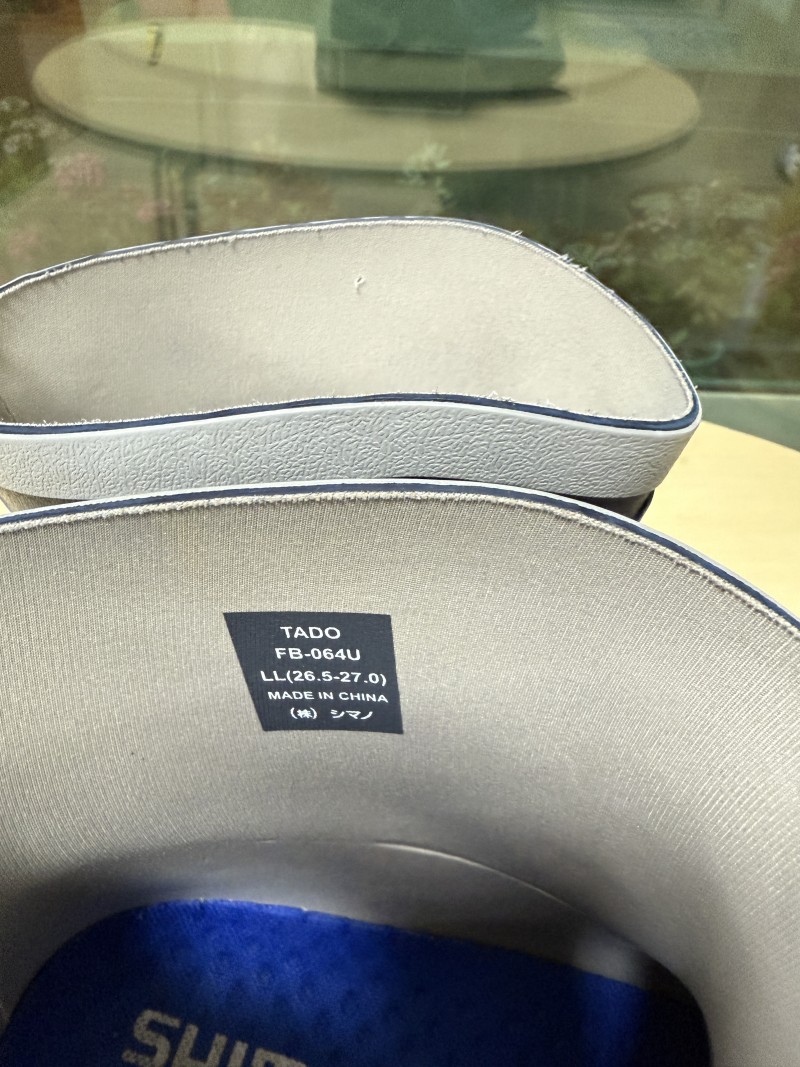 TADO
FB-064U
LL(26.5-27.0)
MADE IN CHINA
(株) シマノ